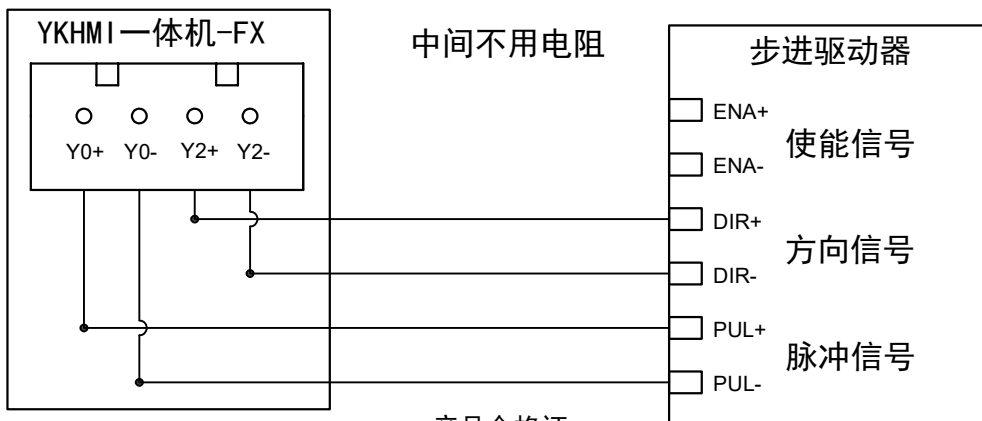 YKHMI一体机-FX
中间不用电阻
步进驱动器
Y0+ Y0- Y2+ Y2-
ENA+
使能信号
ENA-
DIR+
方向信号
DIR-
PUL+
脉冲信号
PUL-